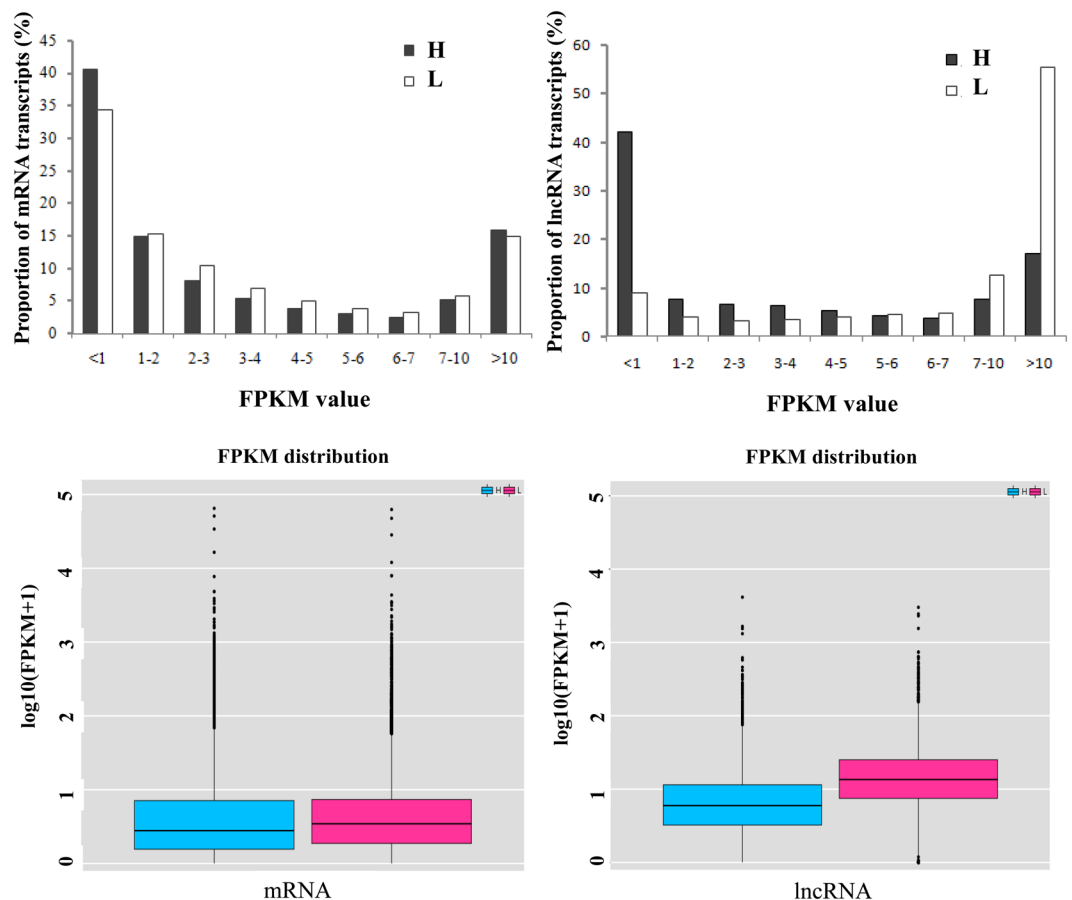 Proportion of mRNA transcripts (%)
45
40
35
30
25
20
15
10
5
0
H
L
<1 1-2 2-3 3-4 4-5 5-6 6-7 7-10 >10
FPKM value
Proportion of lncRNA transcripts (%)
60
50
40
30
20
10
0
H
L
<1 1-2 2-3 3-4 4-5 5-6 6-7 7-10 >10
FPKM value
FPKM distribution
log10(FPKM+1)
5
4
3
2
1
0
H L
mRNA
FPKM distribution
log10(FPKM+1)
5
4
3
2
1
0
H L
lncRNA